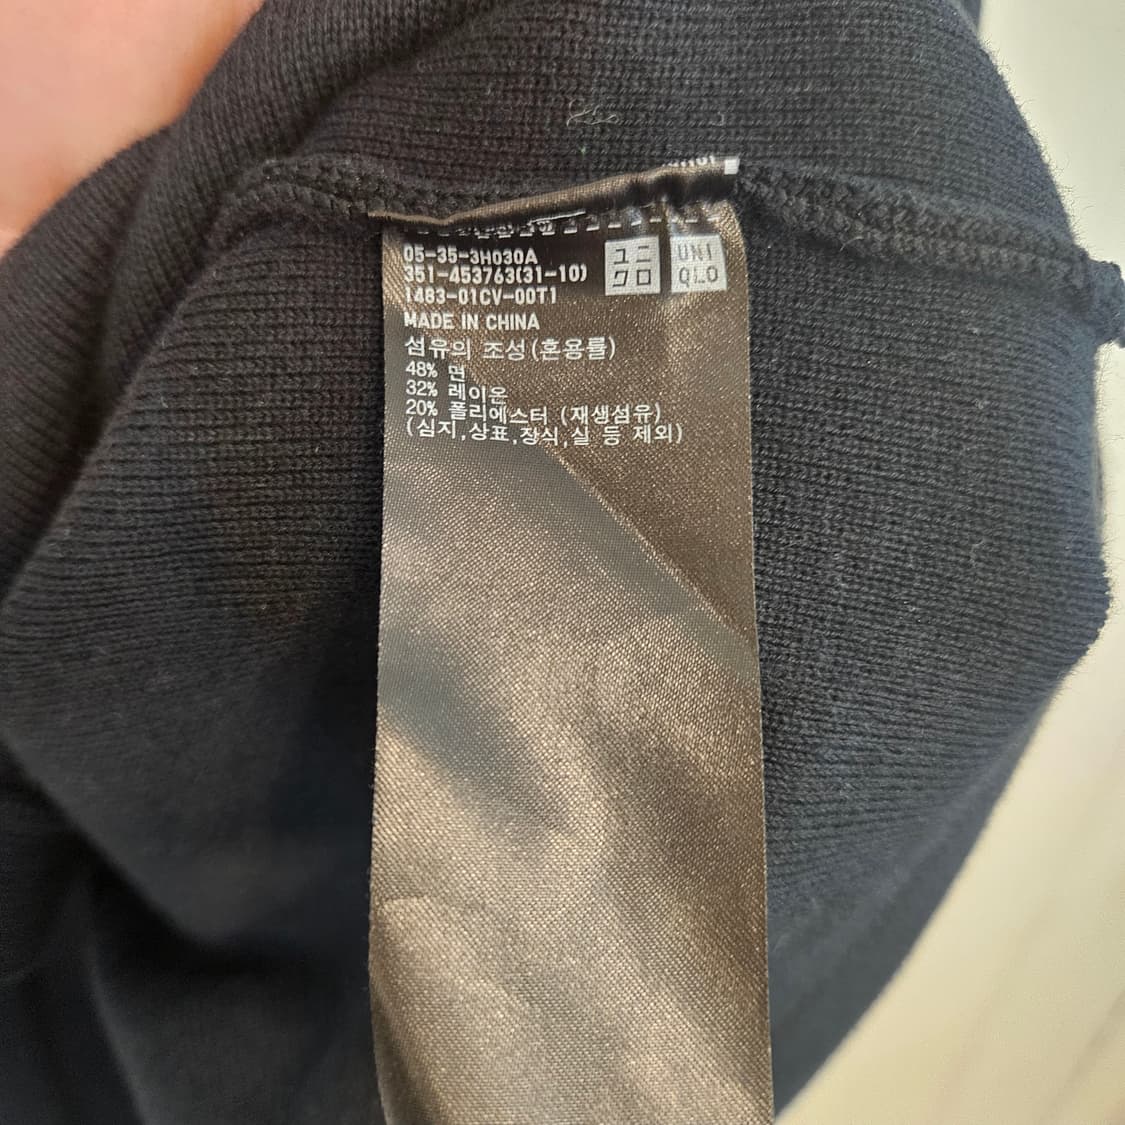 05-35-3H030A
351-453763(31-10)
1483-01CV-00T1
ユニ
クロ
UNI
QLO
MADE IN CHINA
섬유의 조성(혼용률)
48% 면
32% 레이온
20% 폴리에스터 (재생섬유)
(심지,상표,장식,실 등 제외)